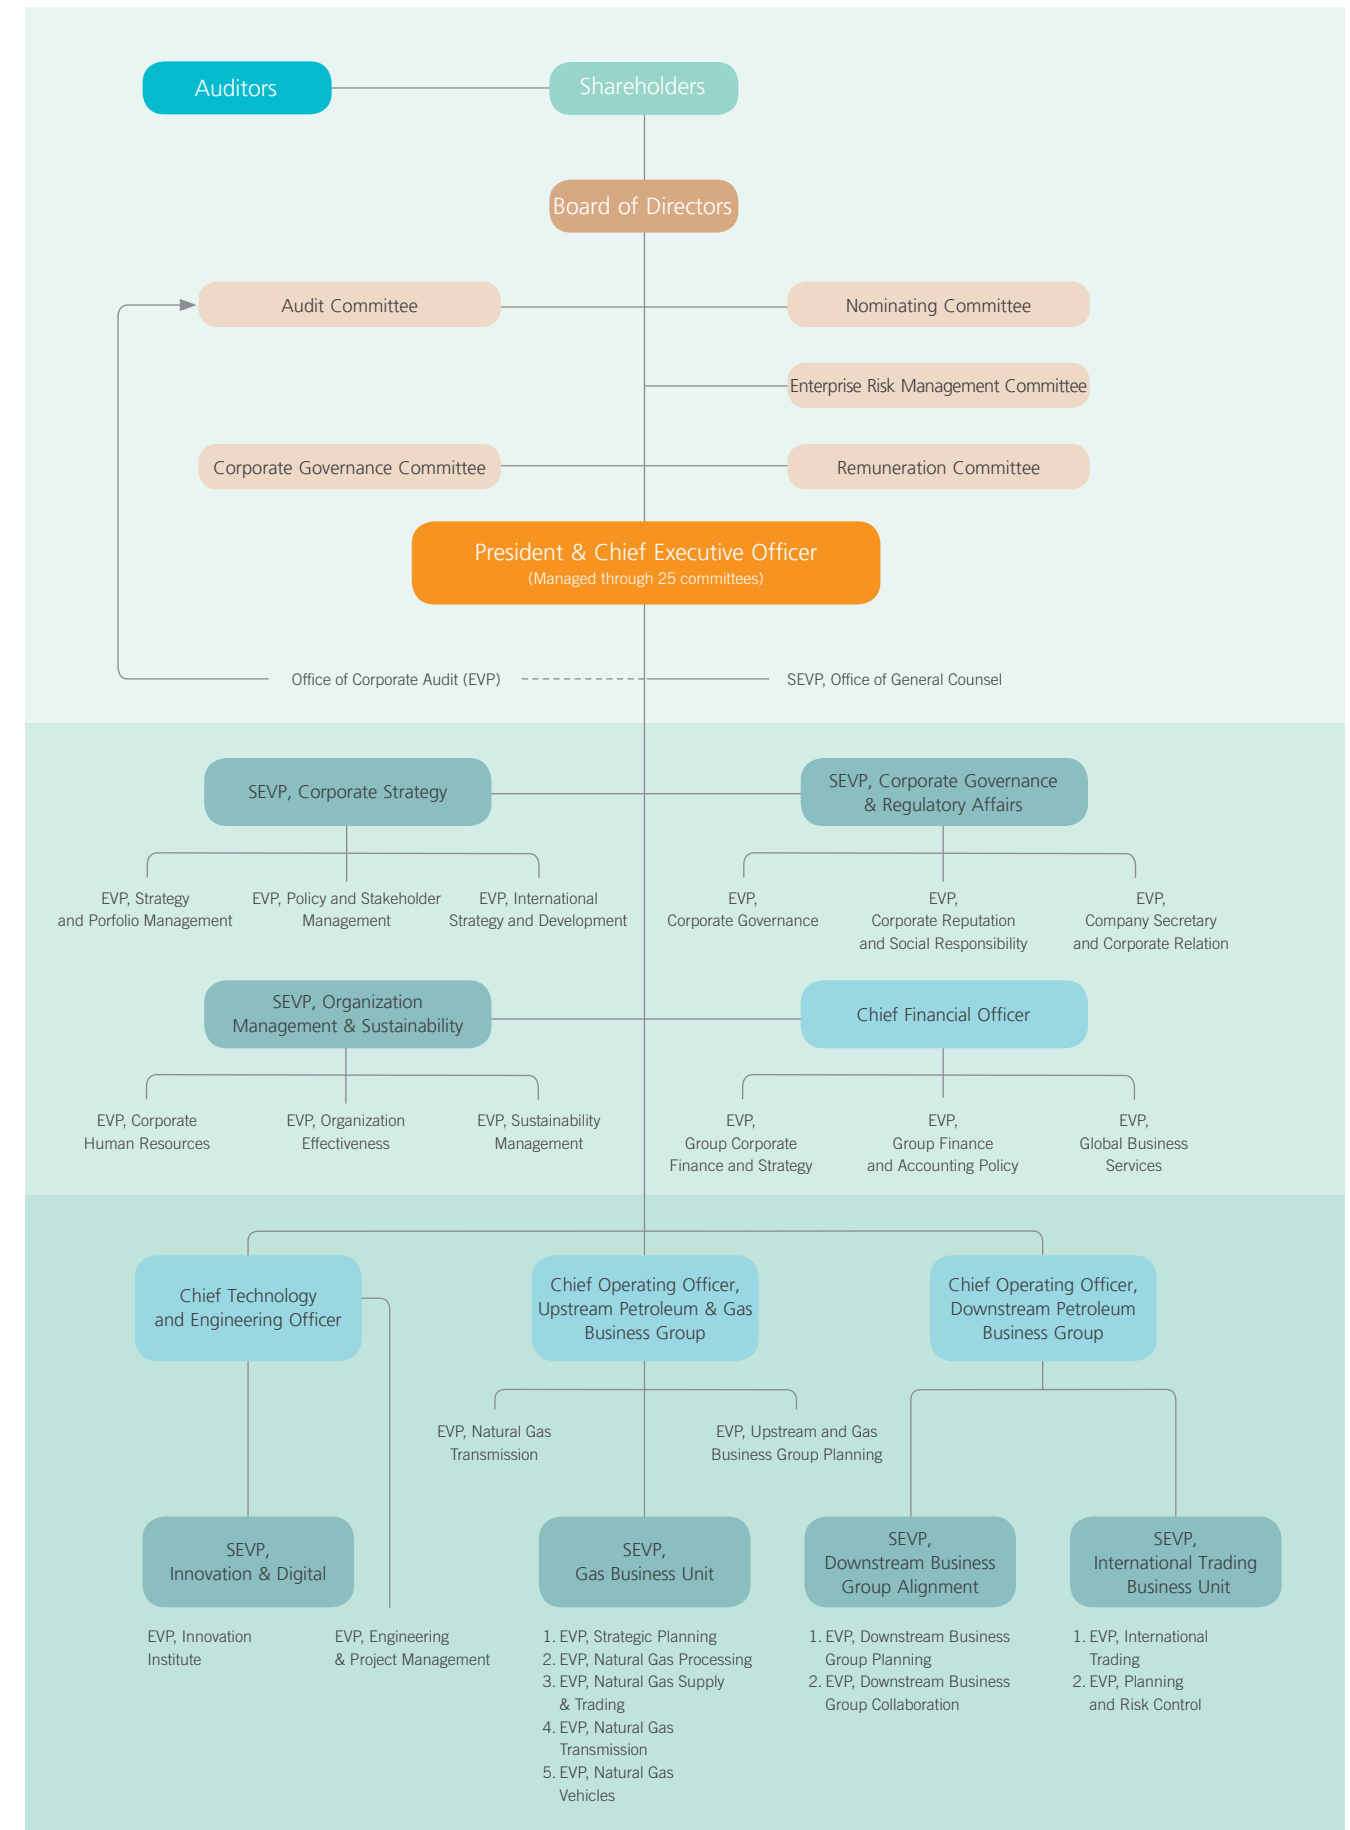 Auditors
Shareholders
Board of Directors
Audit Committee
Nominating Committee
Enterprise Risk Management Committee
Corporate Governance Committee
Remuneration Committee
President & Chief Executive Officer
(Managed through 25 committees)
Office of Corporate Audit (EVP)
SEVP, Office of General Counsel
SEVP, Corporate Strategy
SEVP, Corporate Governance
& Regulatory Affairs
EVP, Strategy
and Porfolio Management
EVP, Policy and Stakeholder
Management
EVP, International
Strategy and Development
EVP,
Corporate Governance
EVP,
Corporate Reputation
and Social Responsibility
EVP,
Company Secretary
and Corporate Relation
SEVP, Organization
Management & Sustainability
Chief Financial Officer
EVP, Corporate
Human Resources
EVP, Organization
Effectiveness
EVP, Sustainability
Management
EVP,
Group Corporate
Finance and Strategy
EVP,
Group Finance
and Accounting Policy
EVP,
Global Business
Services
Chief Technology
and Engineering Officer
Chief Operating Officer,
Upstream Petroleum & Gas
Business Group
Chief Operating Officer,
Downstream Petroleum
Business Group
EVP, Natural Gas
Transmission
EVP, Upstream and Gas
Business Group Planning
SEVP,
Innovation & Digital
SEVP,
Gas Business Unit
SEVP,
Downstream Business
Group Alignment
SEVP,
International Trading
Business Unit
EVP, Innovation
Institute
EVP, Engineering
& Project Management
1. EVP, Strategic Planning
2. EVP, Natural Gas Processing
3. EVP, Natural Gas Supply
& Trading
4. EVP, Natural Gas
Transmission
5. EVP, Natural Gas
Vehicles
1. EVP, Downstream Business
Group Planning
2. EVP, Downstream Business
Group Collaboration
1. EVP, International
Trading
2. EVP, Planning
and Risk Control